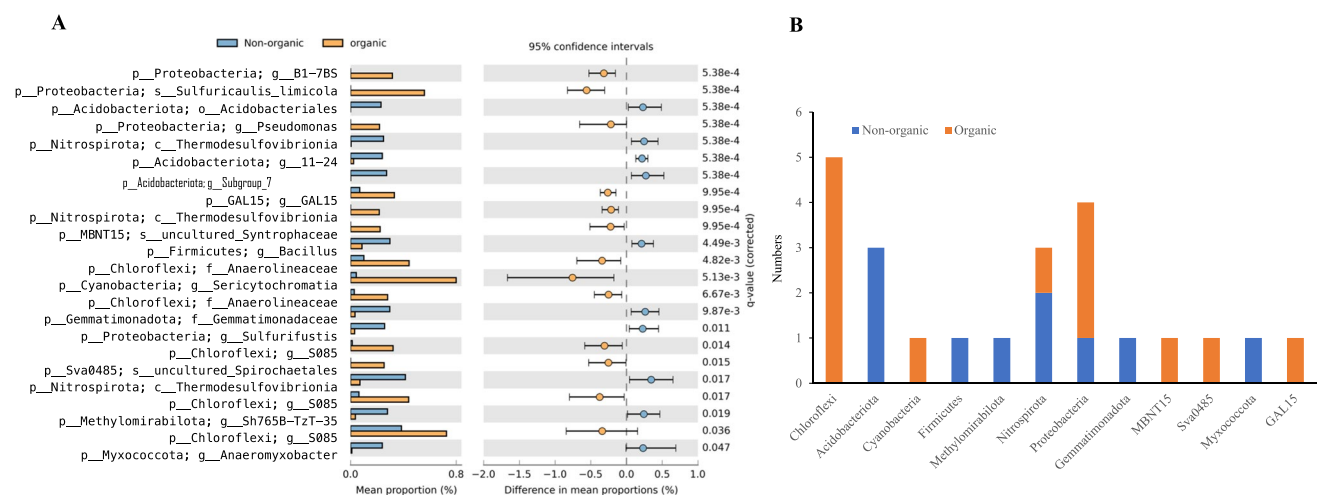 A
B
Non-organic
organic
95% confidence intervals
p__Proteobacteria; g__B1-7BS
p__Proteobacteria; s__Sulfuricaulis_limicola
p__Acidobacteriota; o__Acidobacteriales
p__Proteobacteria; g__Pseudomonas
p__Nitrospirota; c__Thermodesulfovibrionia
p__Acidobacteriota; g__11-24
p__Acidobacteriota; g__Subgroup_7
p__GAL15; g__GAL15
p__Nitrospirota; c__Thermodesulfovibrionia
p__MBNT15; s__uncultured_Syntrophaceae
p__Firmicutes; g__Bacillus
p__Chloroflexi; f__Anaerolineaceae
p__Cyanobacteria; g__Sericytochromatia
p__Chloroflexi; f__Anaerolineaceae
p__Gemmatimonadota; f__Gemmatimonadaceae
p__Proteobacteria; g__Sulfurifustis
p__Chloroflexi; g__S085
p__Sva0485; s__uncultured_Spirochaetales
p__Nitrospirota; c__Thermodesulfovibrionia
p__Chloroflexi; g__S085
p__Methylomirabilota; g__Sh765B-TzT-35
p__Chloroflexi; g__S085
p__Myxococcota; g__Anaeromyxobacter
5.38e-4
5.38e-4
5.38e-4
5.38e-4
5.38e-4
5.38e-4
5.38e-4
9.95e-4
9.95e-4
9.95e-4
4.49e-3
4.82e-3
5.13e-3
6.67e-3
9.87e-3
0.011
0.014
0.015
0.017
0.017
0.019
0.036
0.047
q-value (corrected)
0.0 0.8
Mean proportion (%)
−2.0 −1.5 −1.0 −0.5 0.0 0.5 1.0
Difference in mean proportions (%)
Non-organic
Organic
Numbers
6
5
4
3
2
1
0
Chloroflexi
Acidobacteriota
Cyanobacteria
Firmicutes
Methylomirabilota
Nitrospirota
Proteobacteria
Gemmatimonadota
MBNT15
Sva0485
Myxococcota
GAL15